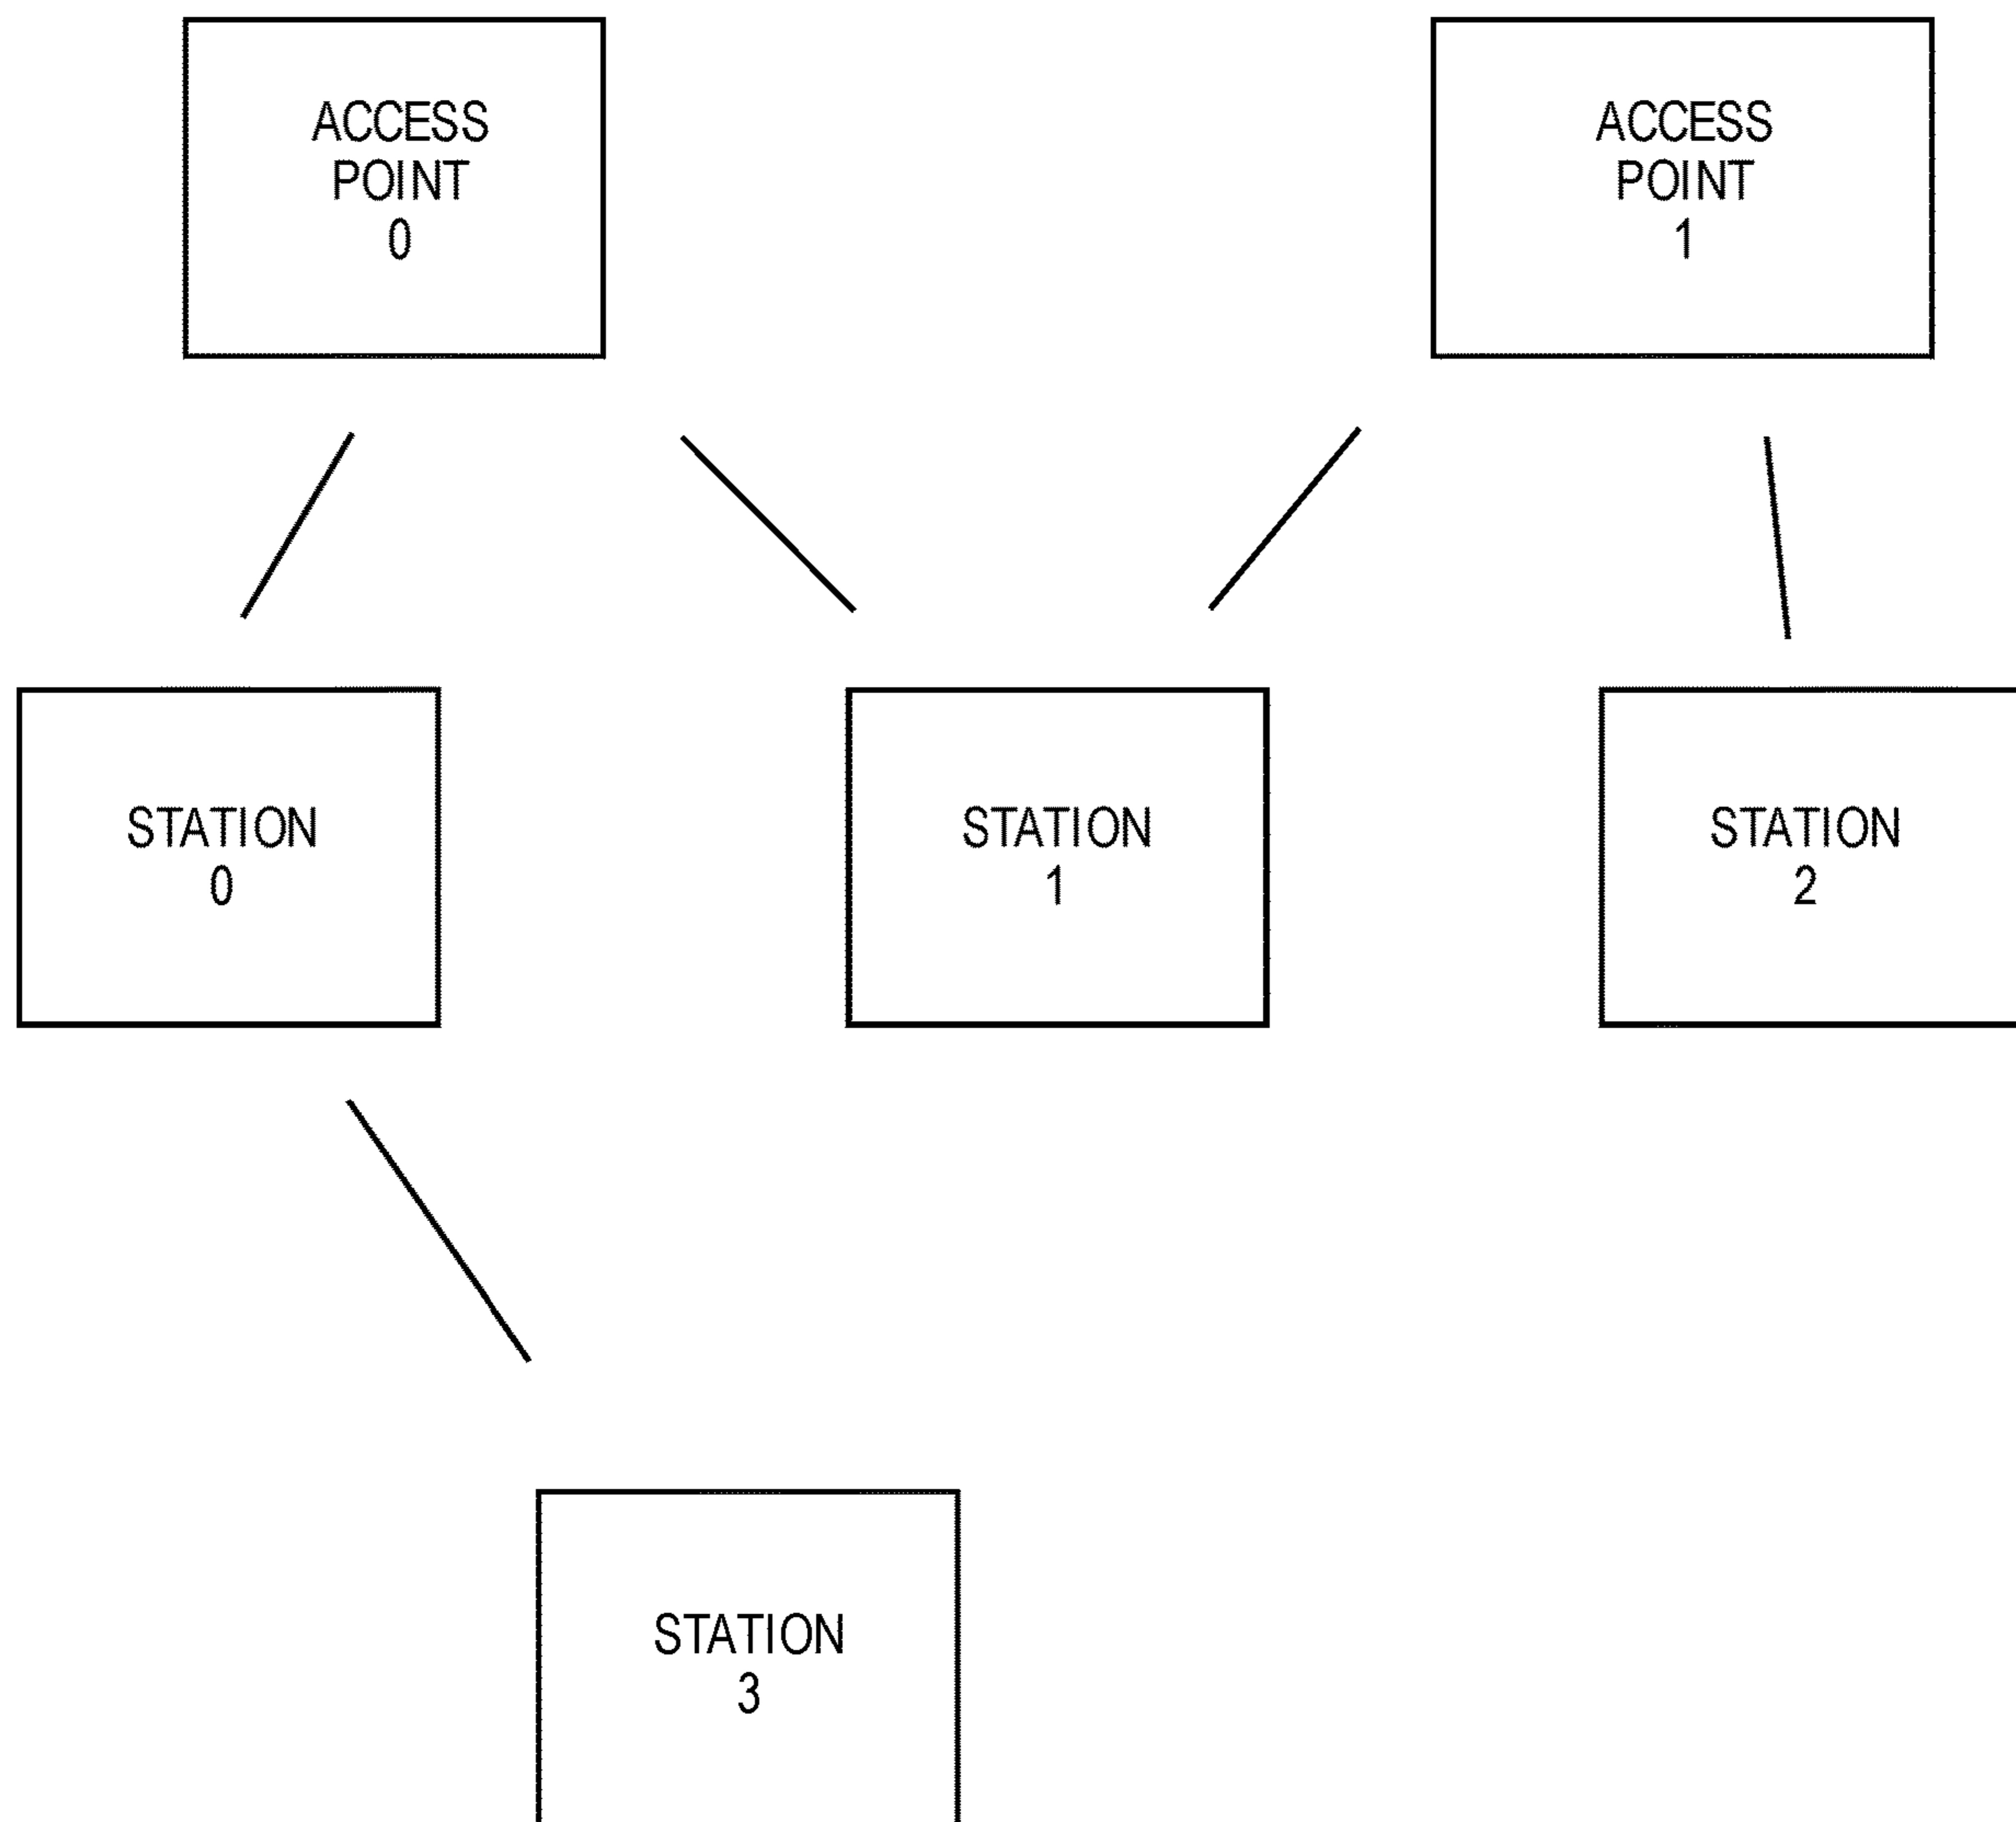 ACCESS
POINT
0
ACCESS
POINT
1
STATION
0
STATION
1
STATION
2
STATION
3